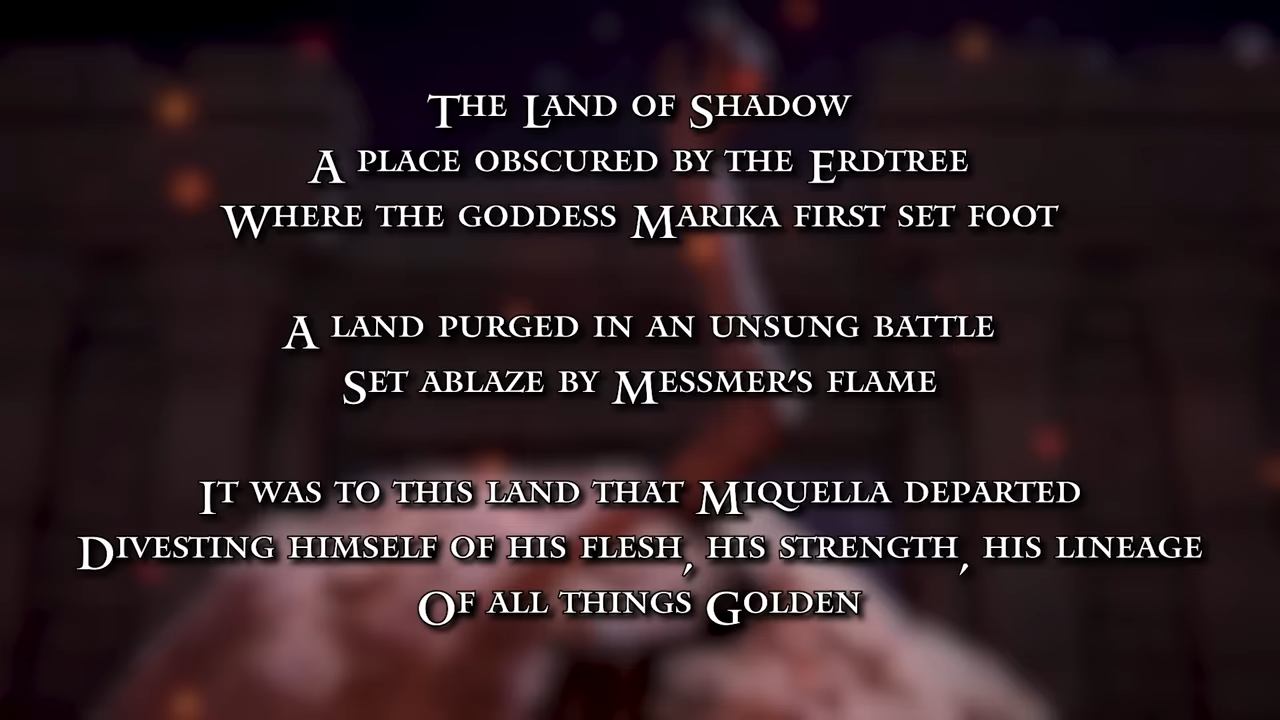 The Land of Shadow
A place obscured by the Erdtree
Where the goddess Marika first set foot
A land purged in an unsung battle
Set ablaze by Messmer's flame
It was to this land that Miquella departed
Divesting himself of his flesh, his strength, his lineage
Of all things Golden